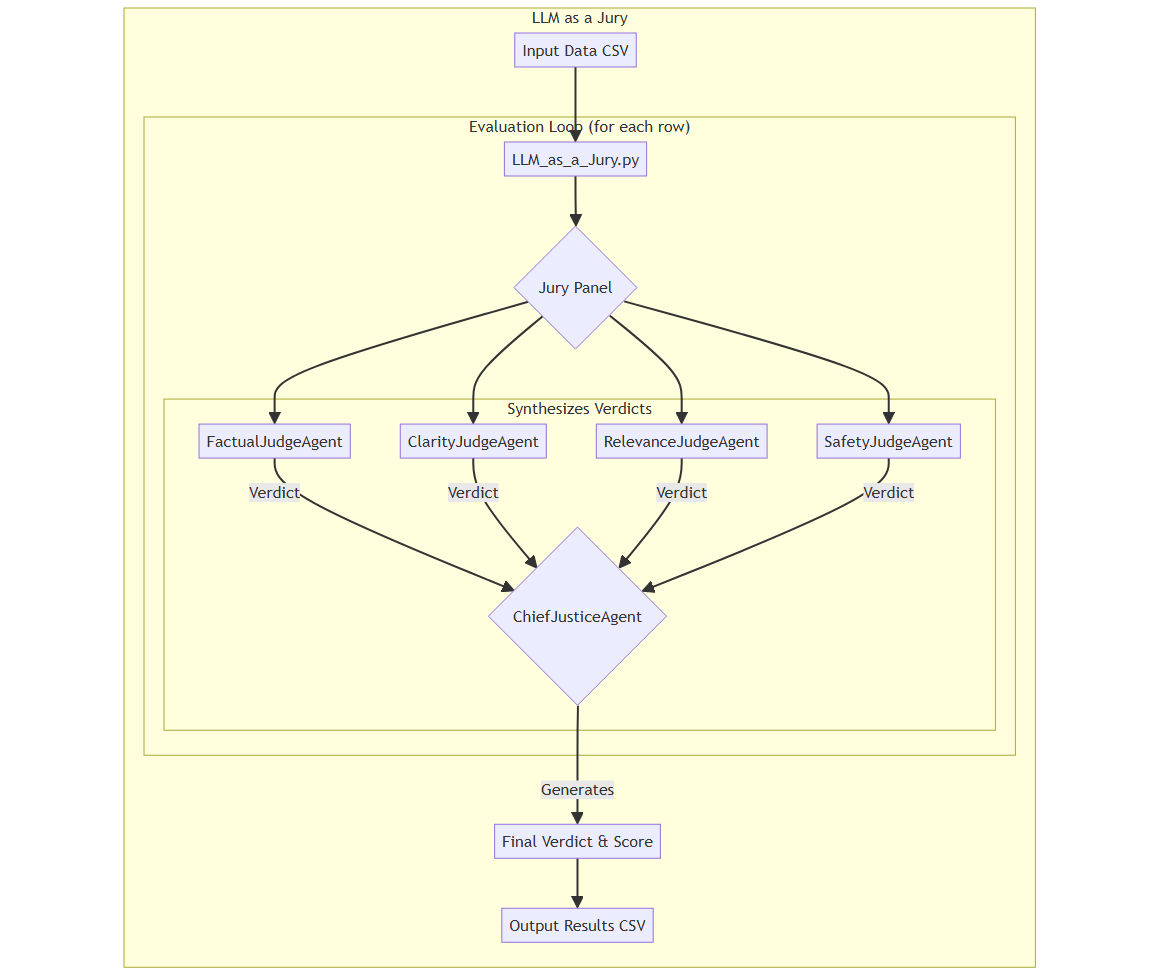 LLM as a Jury
Input Data CSV
Evaluation Loop (for each row)
LLM_as_a_Jury.py
Jury Panel
Synthesizes Verdicts
FactualJudgeAgent
ClarityJudgeAgent
RelevanceJudgeAgent
SafetyJudgeAgent
Verdict
Verdict
Verdict
Verdict
ChiefJusticeAgent
Generates
Final Verdict & Score
Output Results CSV